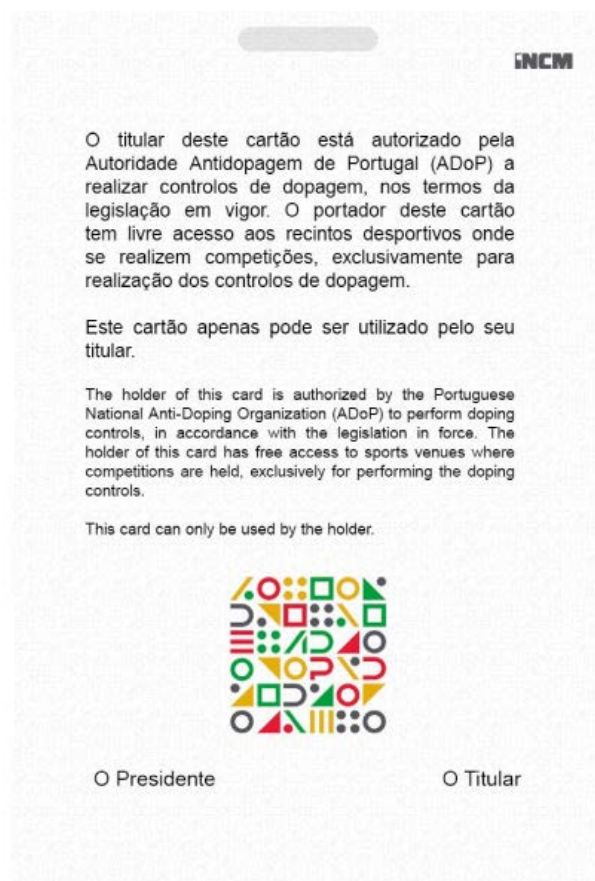 INCM
O titular deste cartão está autorizado pela
Autoridade Antidopagem de Portugal (ADoP) a
realizar controlos de dopagem, nos termos da
legislação em vigor. O portador deste cartão
tem livre acesso aos recintos desportivos onde
se realizem competições, exclusivamente para
realização dos controlos de dopagem.
Este cartão apenas pode ser utilizado pelo seu
titular.
The holder of this card is authorized by the Portuguese
National Anti-Doping Organization (ADoP) to perform doping
controls, in accordance with the legislation in force. The
holder of this card has free access to sports venues where
competitions are held, exclusively for performing the doping
controls.
This card can only be used by the holder.
O Presidente O Titular